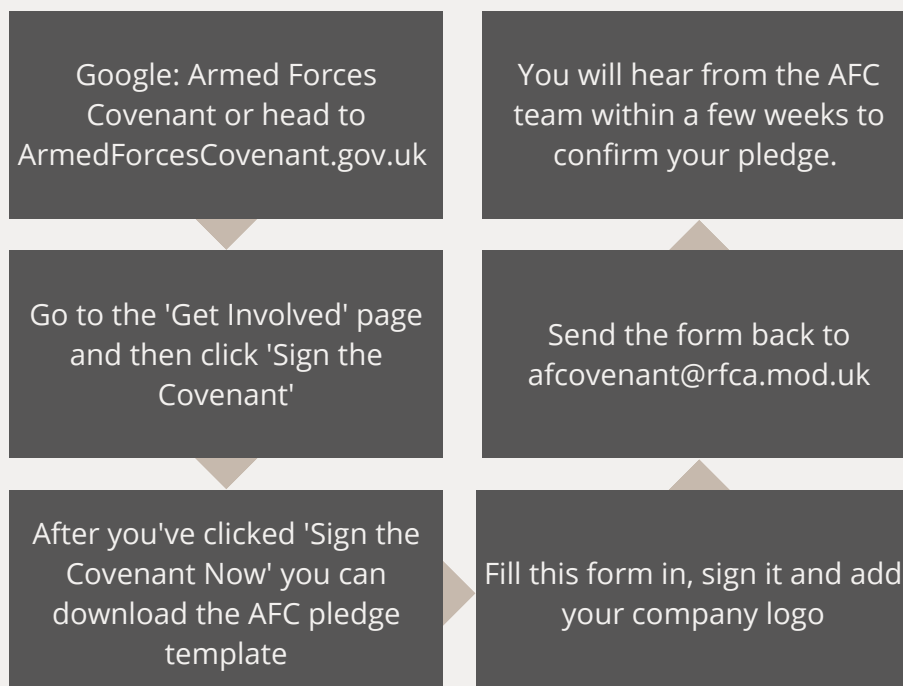 Google: Armed Forces
Covenant or head to
ArmedForcesCovenant.gov.uk
Go to the 'Get Involved' page
and then click 'Sign the
Covenant'
After you've clicked 'Sign the
Covenant Now' you can
download the AFC pledge
template
Fill this form in, sign it and add
your company logo
Send the form back to
afcovenant@rfca.mod.uk
You will hear from the AFC
team within a few weeks to
confirm your pledge.